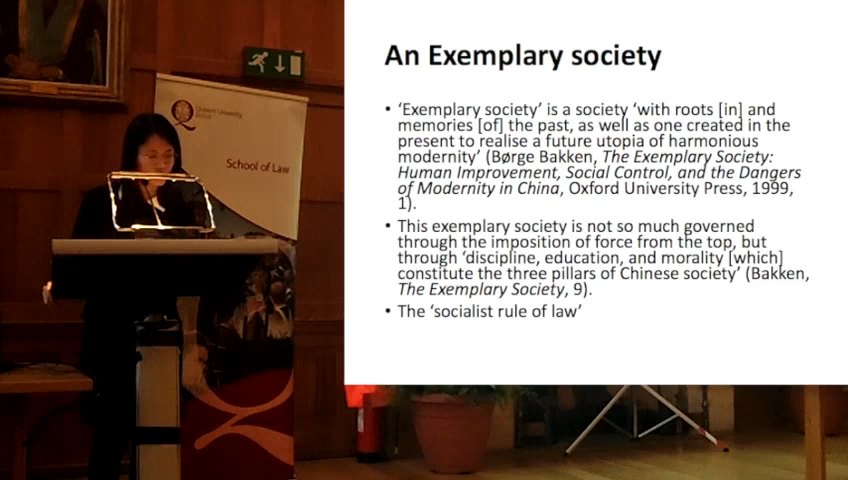 An Exemplary society
• ‘Exemplary society’ is a society ‘with roots [in] and
memories [of] the past, as well as one created in the
present to realise a future utopia of harmonious
modernity’ (Børge Bakken, The Exemplary Society:
Human Improvement, Social Control, and the Dangers
of Modernity in China, Oxford University Press, 1999,
1).
• This exemplary society is not so much governed
through the imposition of force from the top, but
through ‘discipline, education, and morality [which]
constitute the three pillars of Chinese society’ (Bakken,
The Exemplary Society, 9).
• The ‘socialist rule of law’
Queen's University
Belfast
School of Law